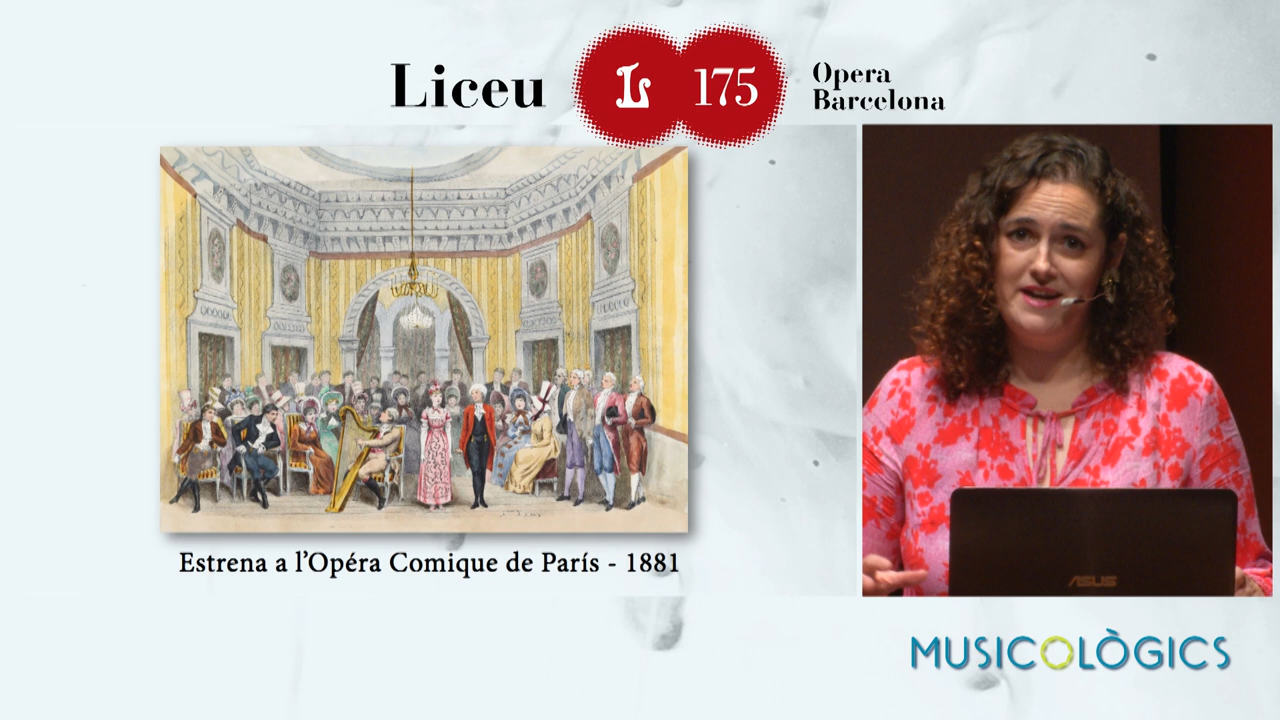 Liceu
L
175
Opera
Barcelona
Estrena a l'Opéra Comique de París - 1881
ASUS
MUSICOLÒGICS